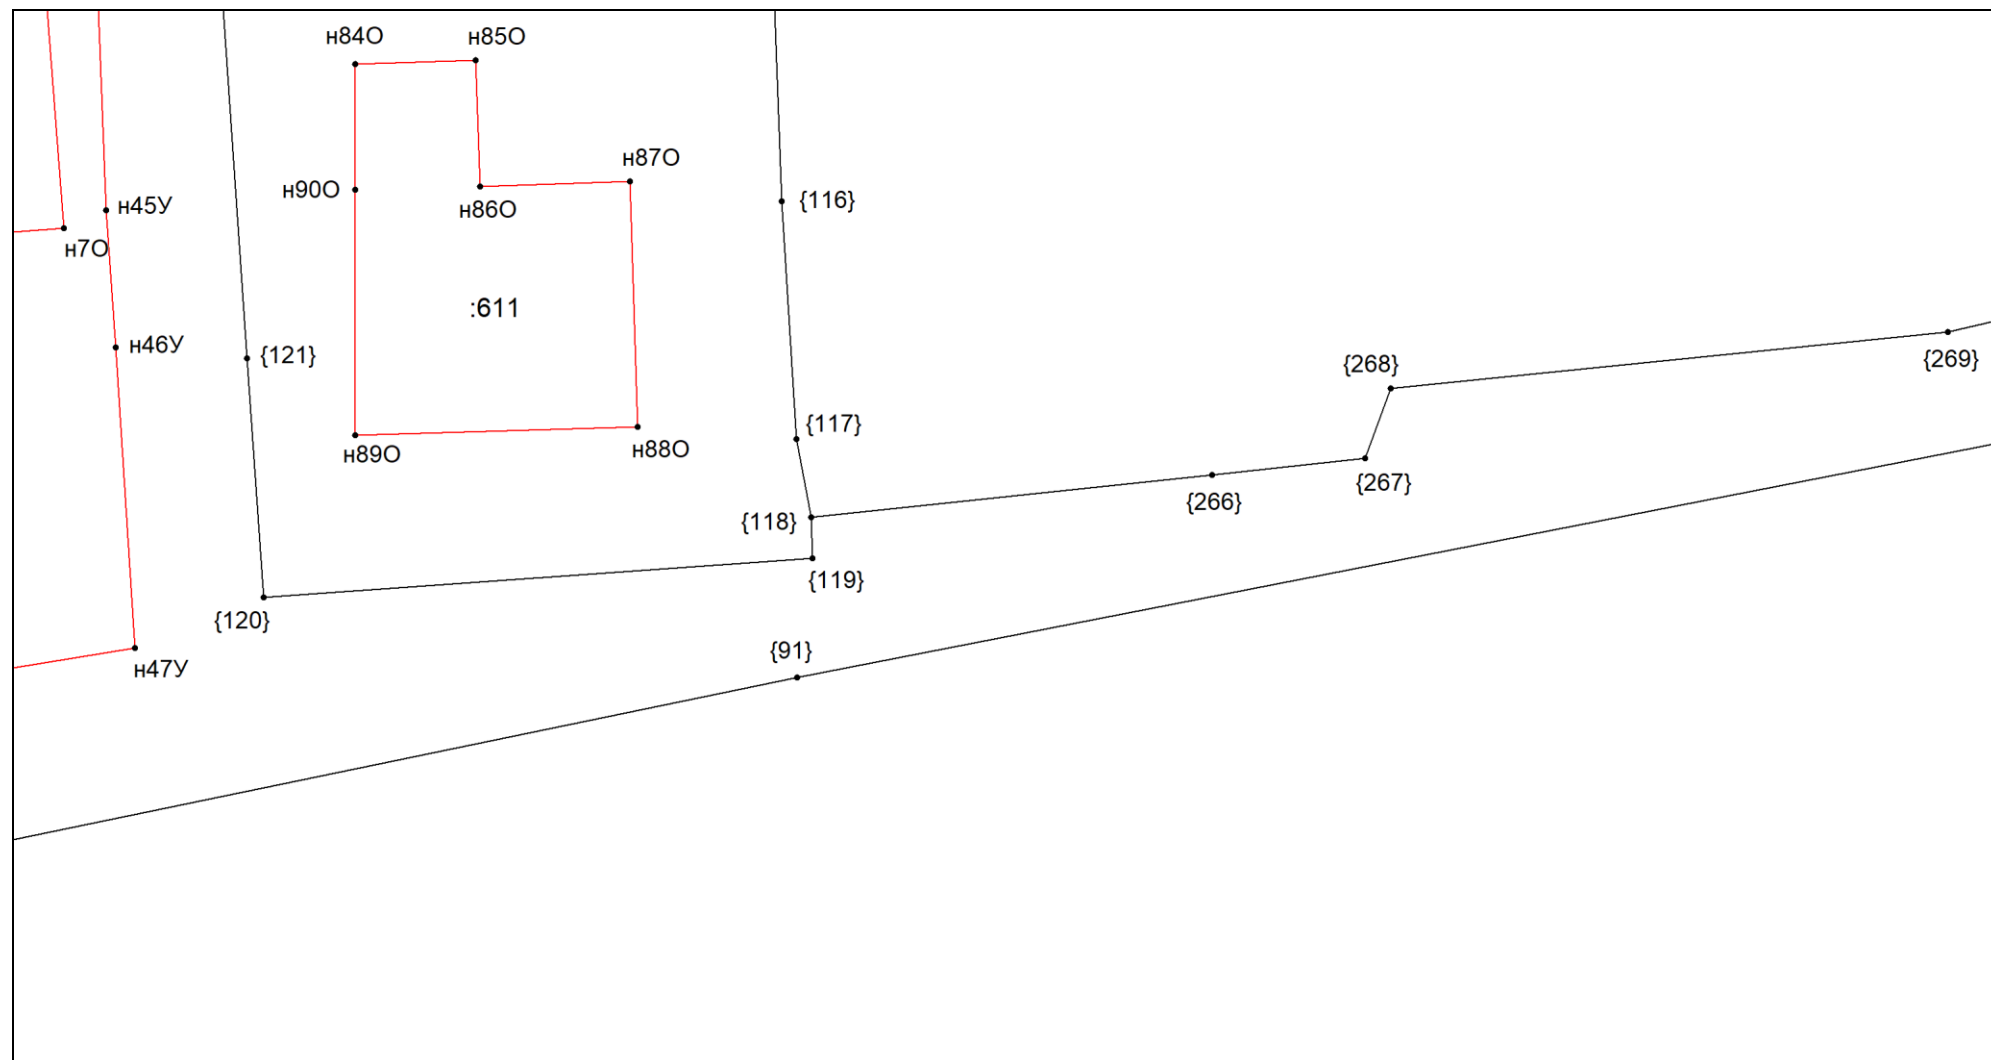 н84О
н85О
н87О
н90О
н86О
{116}
н45У
н7О
:611
н46У
{121}
{268}
{269}
{117}
н89О
н88О
{267}
{266}
{118}
{119}
{120}
{91}
н47У